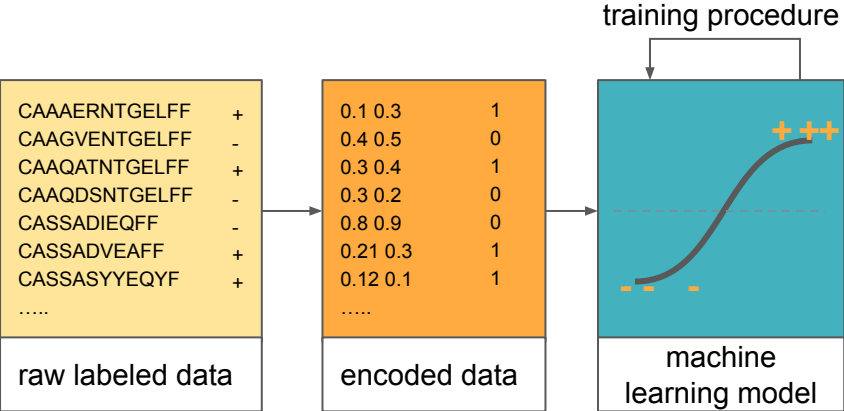 training procedure
CAAAERNTGELFF +
CAAGVENTGELFF -
CAAQATNTGELFF +
CAAQDSNTGELFF -
CASSADIEQFF -
CASSADVEAFF +
CASSASYYEQYF +
.....
raw labeled data
0.1 0.3 1
0.4 0.5 0
0.3 0.4 1
0.3 0.2 0
0.8 0.9 0
0.21 0.3 1
0.12 0.1 1
.....
encoded data
+ ++
-- -
machine
learning model